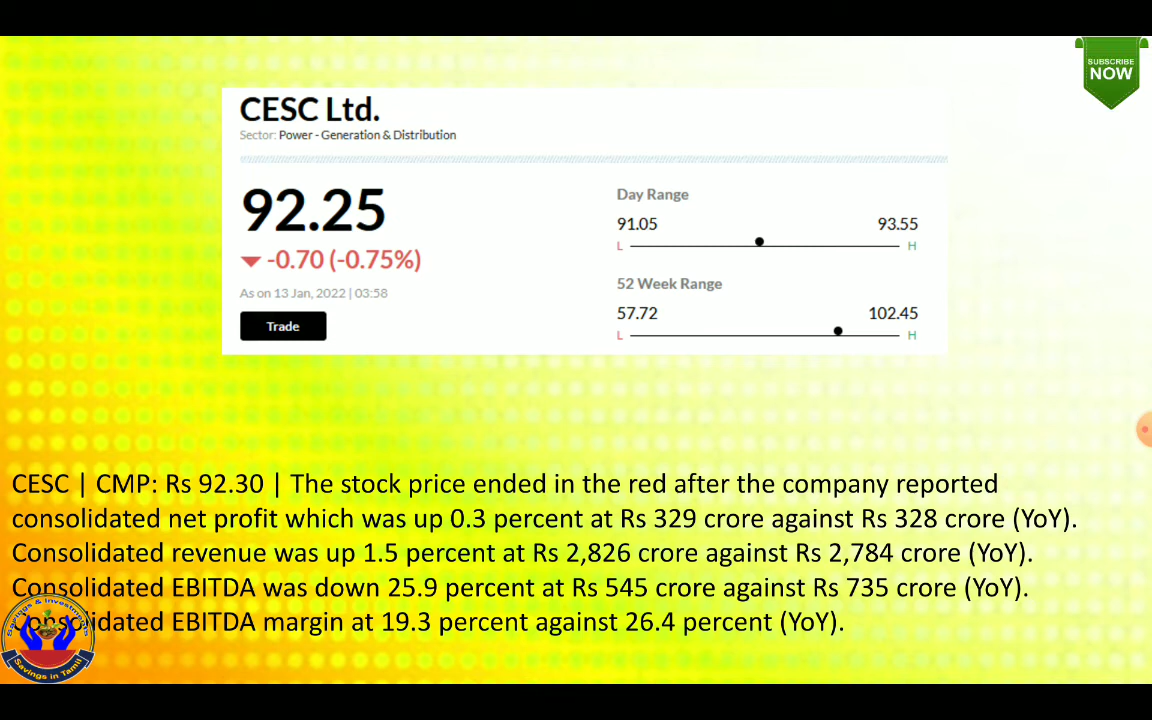 SUBSCRIBE
NOW
CESC Ltd.
Sector: Power - Generation & Distribution
92.25
-0.70 (-0.75%)
As on 13 Jan, 2022 | 03:58
Trade
Day Range
91.05 93.55
L H
52 Week Range
57.72 102.45
L H
CESC | CMP: Rs 92.30 | The stock price ended in the red after the company reported
consolidated net profit which was up 0.3 percent at Rs 329 crore against Rs 328 crore (YoY).
Consolidated revenue was up 1.5 percent at Rs 2,826 crore against Rs 2,784 crore (YoY).
Consolidated EBITDA was down 25.9 percent at Rs 545 crore against Rs 735 crore (YoY).
Consolidated EBITDA margin at 19.3 percent against 26.4 percent (YoY).
Savings & Investments
Savings in Tamil